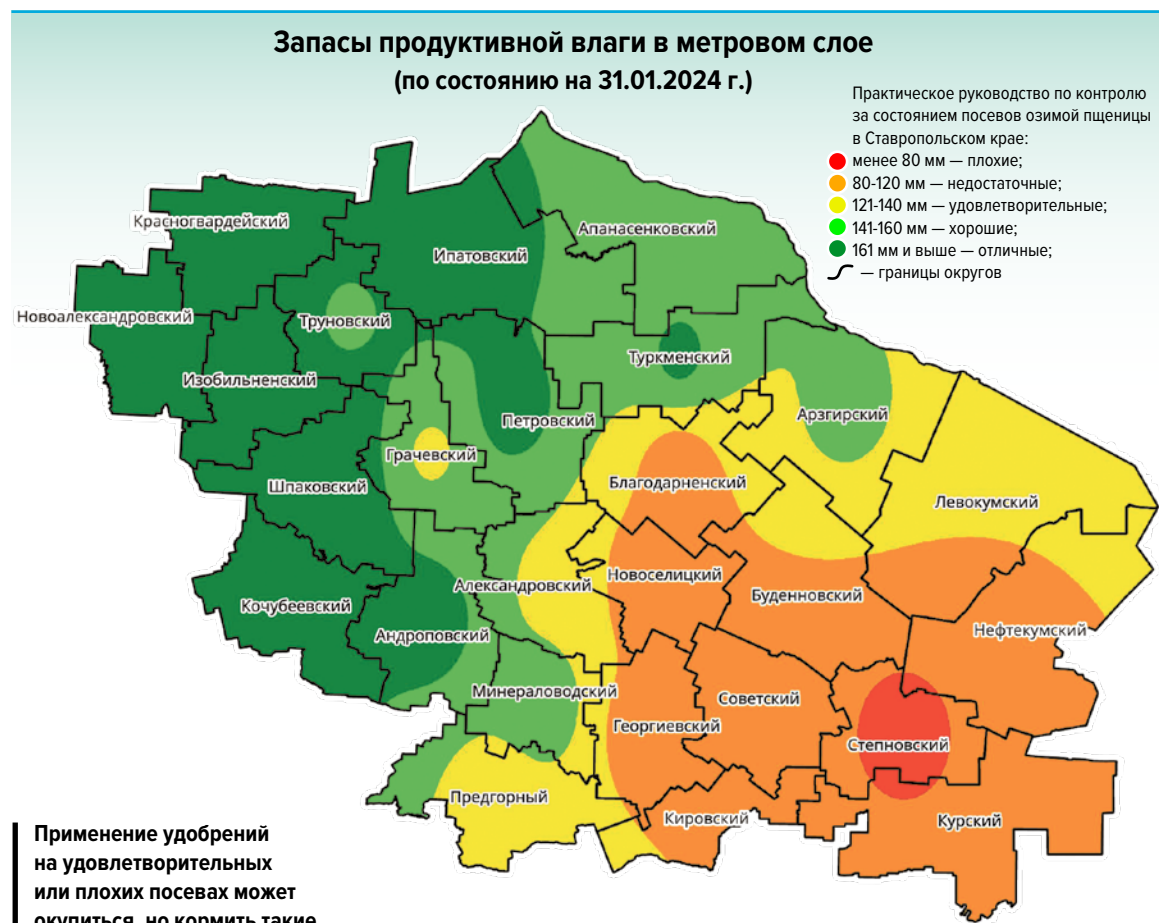 Запасы продуктивной влаги в метровом слое
(по состоянию на 31.01.2024 г.)
Практическое руководство по контролю
за состоянием посевов озимой пщеницы
в Ставропольском крае:
менее 80 мм — плохие;
80-120 мм — недостаточные;
121-140 мм — удовлетворительные;
141-160 мм — хорошие;
161 мм и выше — отличные;
— границы округов
Красногвардейский
Апанасенковский
Ипатовский
Новоалександровский
Труновский
Туркменский
Изобильненский
Арзгирский
Петровский
Грачевский
Благодарненский
Шпаковский
Левокумский
Новоселицкий
Александровский
Буденновский
Кочубеевский
Нефтекумский
Андроповский
Минераловодский
Советский
Георгиевский
Степновский
Предгорный
Кировский
Курский
Применение удобрений
на удовлетворительных
или плохих посевах может
окупиться, но кормить такие